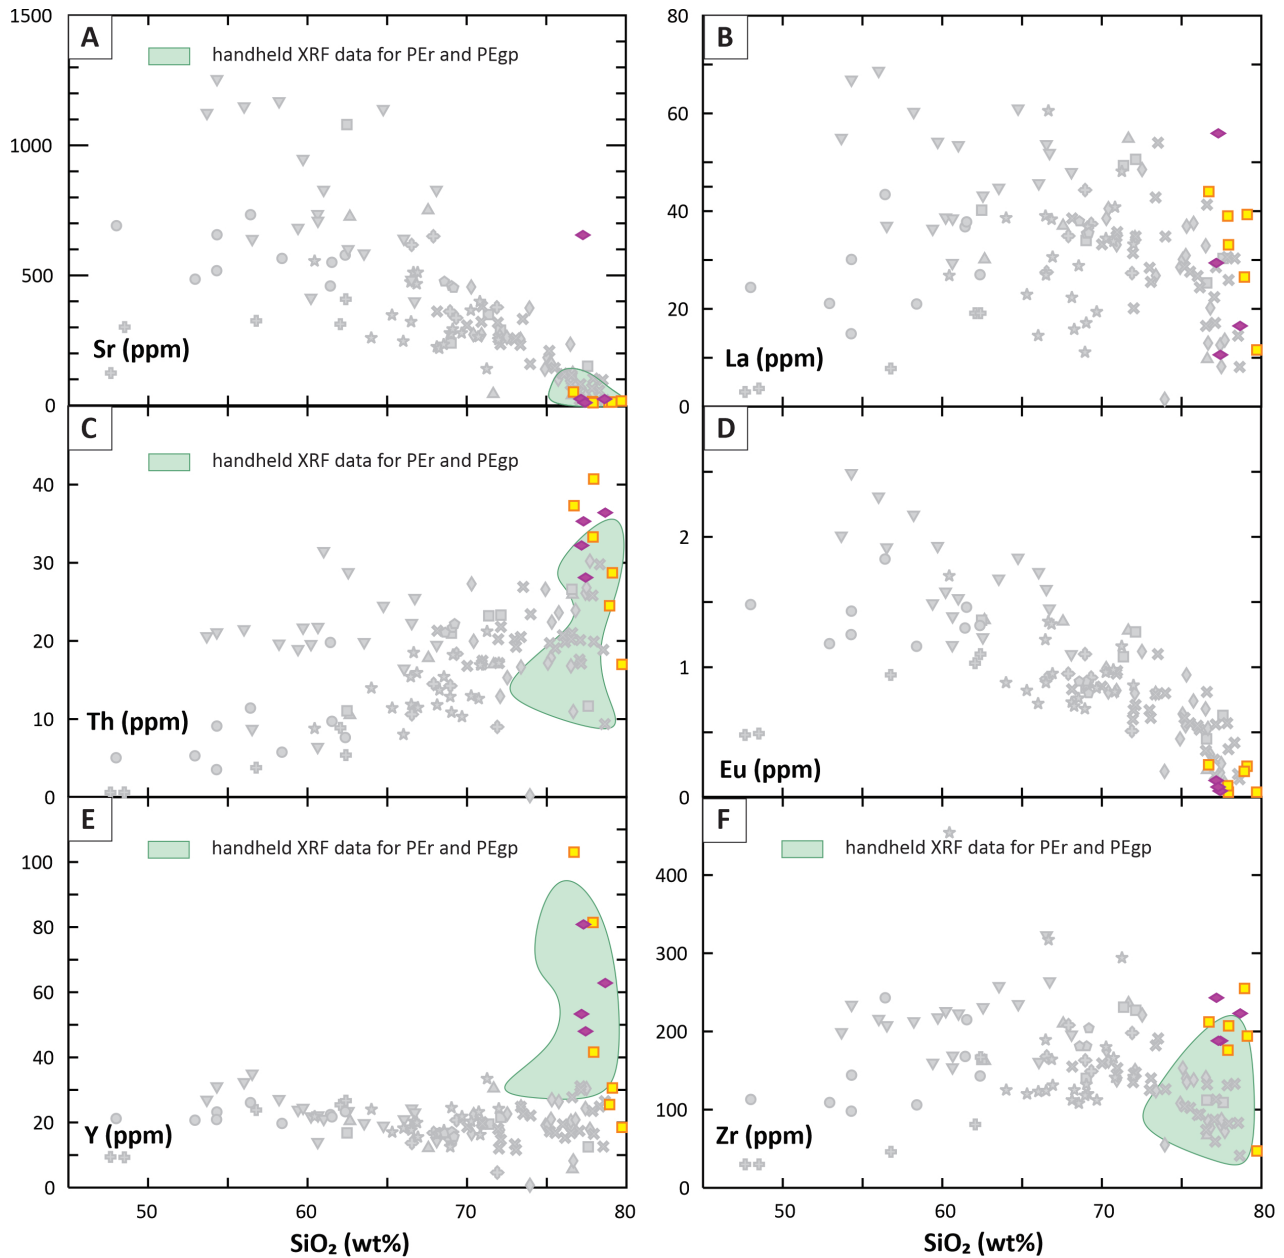 A
handheld XRF data for PEr and PEgp
1500
1000
500
0
Sr (ppm)
B
80
60
40
20
0
La (ppm)
C
handheld XRF data for PEr and PEgp
40
30
20
10
0
Th (ppm)
D
2
1
0
Eu (ppm)
E
handheld XRF data for PEr and PEgp
100
80
60
40
20
0
Y (ppm)
50 60 70 80
SiO₂ (wt%)
F
handheld XRF data for PEr and PEgp
400
300
200
100
0
Zr (ppm)
50 60 70 80
SiO₂ (wt%)